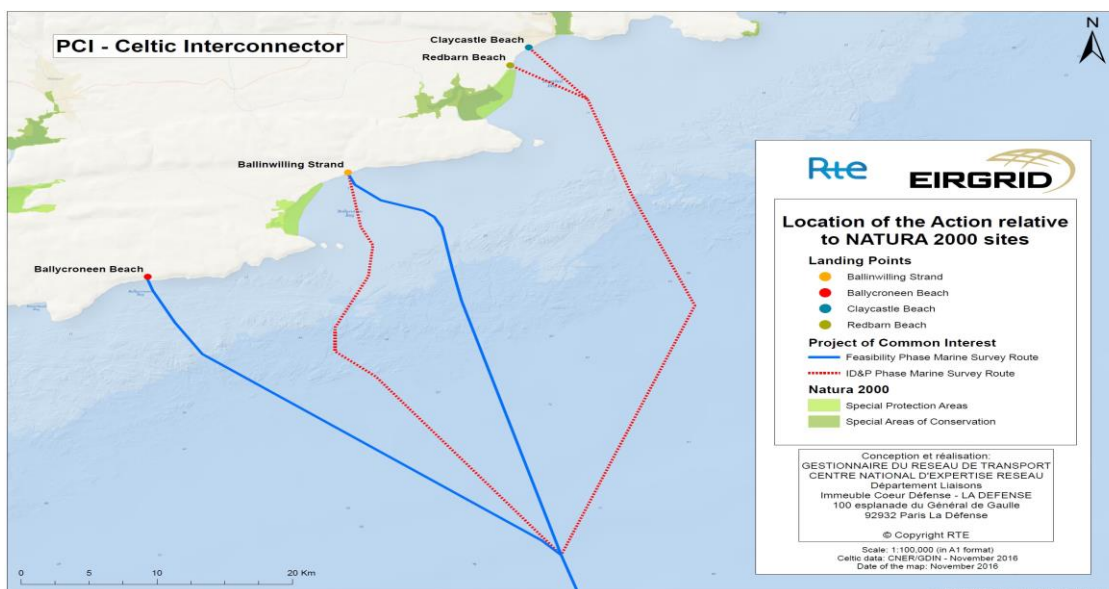 PCI - Celtic Interconnector
Claycastle Beach
Redbarn Beach
Ballinwilling Strand
Ballycroneen Beach
N
Rte
EIRGRID
Location of the Action relative
to NATURA 2000 sites
Landing Points
Ballinwilling Strand
Ballycroneen Beach
Claycastle Beach
Redbarn Beach
Project of Common Interest
Feasibility Phase Marine Survey Route
ID&P Phase Marine Survey Route
Natura 2000
Special Protection Areas
Special Areas of Conservation
Conception et réalisation:
GESTIONNAIRE DU RESEAU DE TRANSPORT
CENTRE NATIONAL D'EXPERTISE RESEAU
Département Liaisons
Immeuble Coeur Défense - LA DEFENSE
100 esplanade du Général de Gaulle
92932 Paris La Défense
© Copyright RTE
Scale: 1:100,000 (in A1 format)
Celtic data: CNER/GDIN - November 2016
Date of the map: November 2016
0 5 10 20 Km